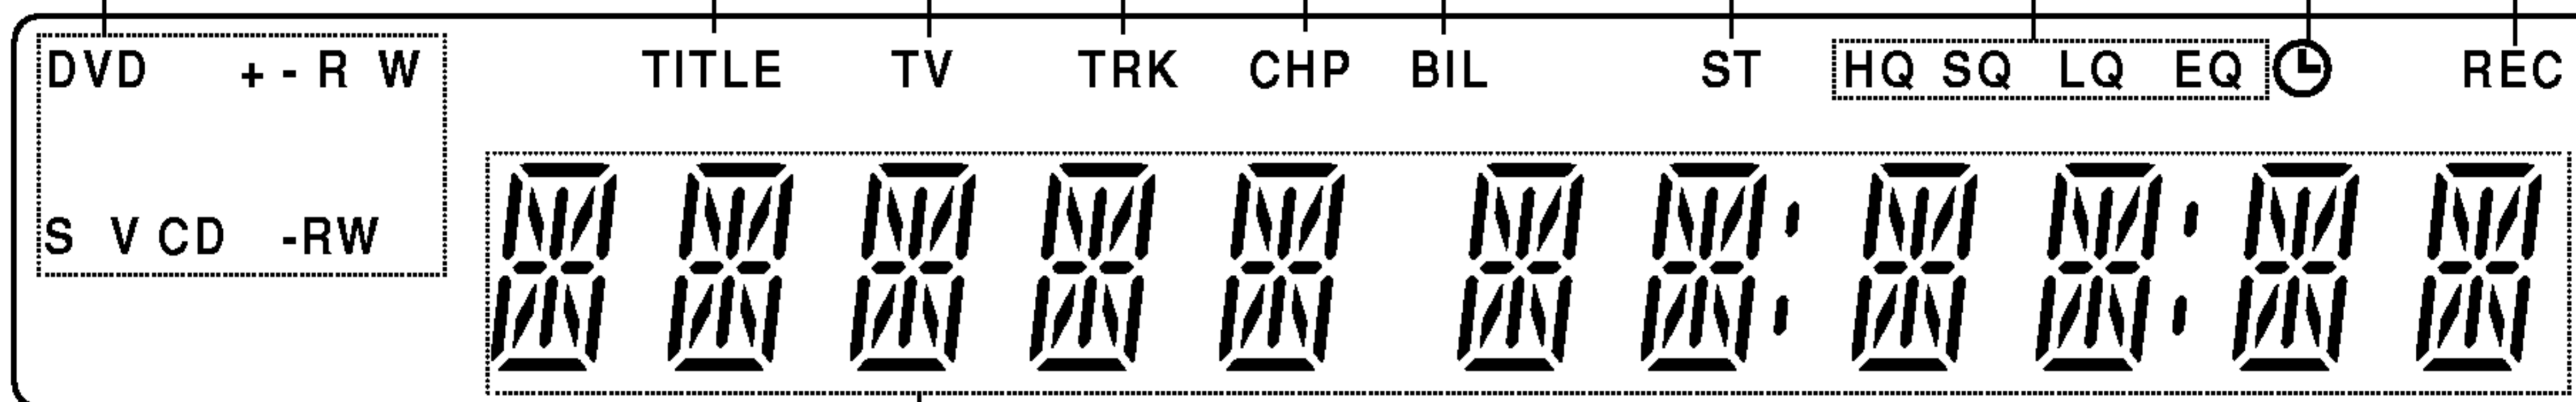 DVD + - R W TITLE TV TRK CHP BIL ST HQ SQ LQ EQ REC
S V CD -RW